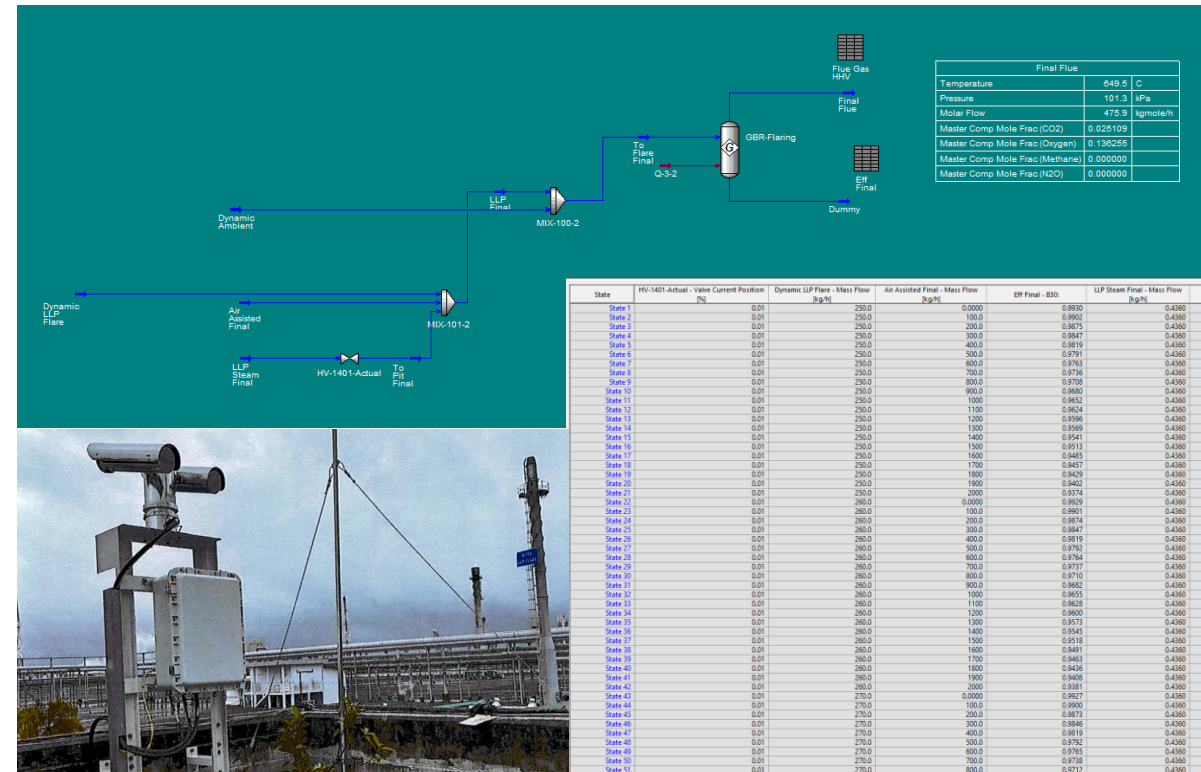 Flue Gas
HHV
Final
Flue
GBR-Flaring
To
Flare
Final
Q-3-2
Eff
Final
Dummy
LLP
Final
MIX-100-2
Dynamic
Ambient
Dynamic
LLP
Flare
Air
Assisted
Final
MIX-101-2
LLP
Steam
Final
HV-1401-Actual
To
Pit
Final
G
Final Flue
Temperature 649.5 C
Pressure 101.3 kPa
Molar Flow 475.9 kgmole/h
Master Comp Mole Frac (CO2) 0.025109
Master Comp Mole Frac (Oxygen) 0.136255
Master Comp Mole Frac (Methane) 0.000000
Master Comp Mole Frac (N2O) 0.000000
State HV-1401-Actual - Valve Current Position [%] Dynamic LLP Flare - Mass Flow [kg/h] Air Assisted Final - Mass Flow [kg/h] Eff Final - B30: LLP Steam Final - Mass Flow [kg/h]
State 1 0.01 250.0 0.0000 0.9930 0.4360
State 2 0.01 250.0 100.0 0.9902 0.4360
State 3 0.01 250.0 200.0 0.9875 0.4360
State 4 0.01 250.0 300.0 0.9847 0.4360
State 5 0.01 250.0 400.0 0.9819 0.4360
State 6 0.01 250.0 500.0 0.9791 0.4360
State 7 0.01 250.0 600.0 0.9763 0.4360
State 8 0.01 250.0 700.0 0.9736 0.4360
State 9 0.01 250.0 800.0 0.9708 0.4360
State 10 0.01 250.0 900.0 0.9680 0.4360
State 11 0.01 250.0 1000 0.9652 0.4360
State 12 0.01 250.0 1100 0.9624 0.4360
State 13 0.01 250.0 1200 0.9596 0.4360
State 14 0.01 250.0 1300 0.9569 0.4360
State 15 0.01 250.0 1400 0.9541 0.4360
State 16 0.01 250.0 1500 0.9513 0.4360
State 17 0.01 250.0 1600 0.9485 0.4360
State 18 0.01 250.0 1700 0.9457 0.4360
State 19 0.01 250.0 1800 0.9429 0.4360
State 20 0.01 250.0 1900 0.9402 0.4360
State 21 0.01 250.0 2000 0.9374 0.4360
State 22 0.01 260.0 0.0000 0.9929 0.4360
State 23 0.01 260.0 100.0 0.9901 0.4360
State 24 0.01 260.0 200.0 0.9874 0.4360
State 25 0.01 260.0 300.0 0.9847 0.4360
State 26 0.01 260.0 400.0 0.9819 0.4360
State 27 0.01 260.0 500.0 0.9792 0.4360
State 28 0.01 260.0 600.0 0.9764 0.4360
State 29 0.01 260.0 700.0 0.9737 0.4360
State 30 0.01 260.0 800.0 0.9710 0.4360
State 31 0.01 260.0 900.0 0.9682 0.4360
State 32 0.01 260.0 1000 0.9655 0.4360
State 33 0.01 260.0 1100 0.9628 0.4360
State 34 0.01 260.0 1200 0.9600 0.4360
State 35 0.01 260.0 1300 0.9573 0.4360
State 36 0.01 260.0 1400 0.9545 0.4360
State 37 0.01 260.0 1500 0.9518 0.4360
State 38 0.01 260.0 1600 0.9491 0.4360
State 39 0.01 260.0 1700 0.9463 0.4360
State 40 0.01 260.0 1800 0.9436 0.4360
State 41 0.01 260.0 1900 0.9408 0.4360
State 42 0.01 260.0 2000 0.9381 0.4360
State 43 0.01 270.0 0.0000 0.9927 0.4360
State 44 0.01 270.0 100.0 0.9900 0.4360
State 45 0.01 270.0 200.0 0.9873 0.4360
State 46 0.01 270.0 300.0 0.9846 0.4360
State 47 0.01 270.0 400.0 0.9819 0.4360
State 48 0.01 270.0 500.0 0.9792 0.4360
State 49 0.01 270.0 600.0 0.9765 0.4360
State 50 0.01 270.0 700.0 0.9738 0.4360
State 51 0.01 270.0 800.0 0.9712 0.4360